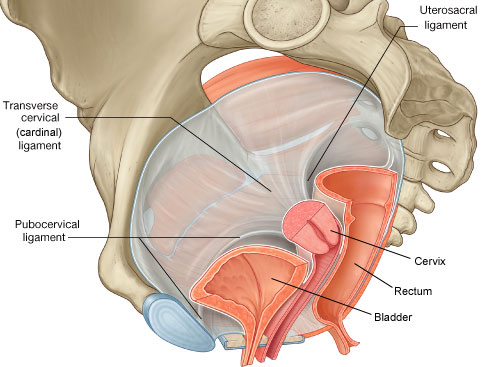 Uterosacral
ligament
Transverse
cervical
(cardinal)
ligament
Pubocervical
ligament
Cervix
Rectum
Bladder